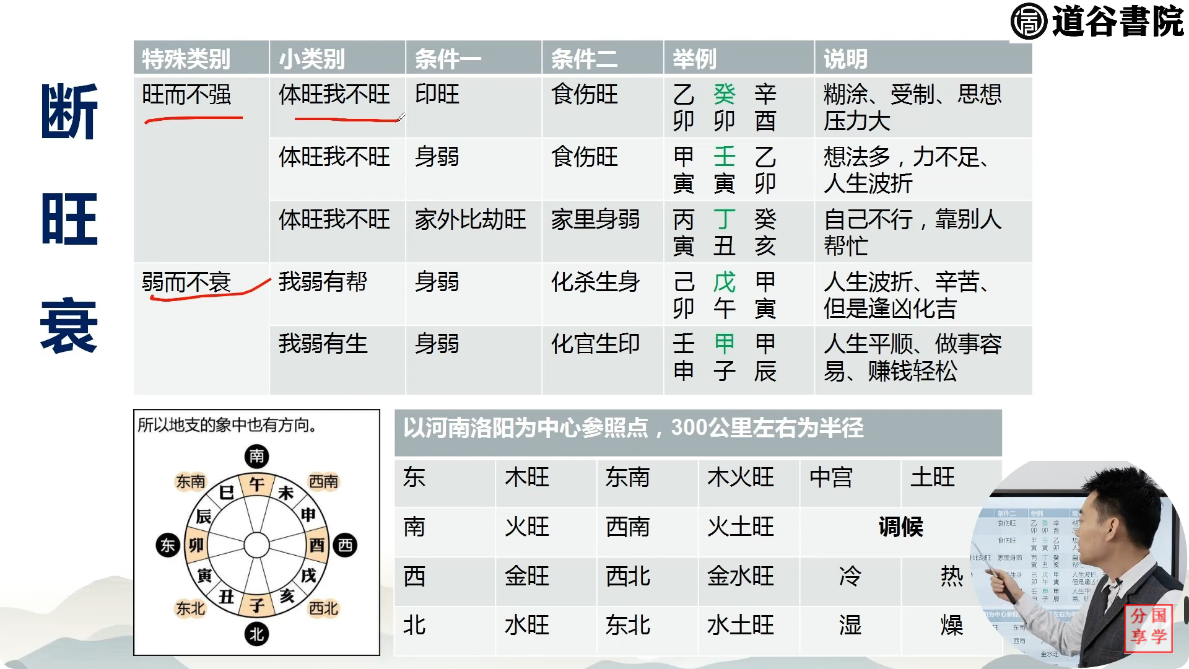 道谷書院
断
旺
衰
特殊类别 小类别 条件一 条件二 举例 说明
旺而不强 体旺我不旺 印旺 食伤旺 乙 癸 辛 糊涂、受制、思想
卯 卯 酉 压力大
体旺我不旺 身弱 食伤旺 甲 壬 乙 想法多，力不足、
寅 寅 卯 人生波折
体旺我不旺 家外比劫旺 家里身弱 丙 丁 癸 自己不行，靠别人
寅 丑 亥 帮忙
弱而不衰 我弱有帮 身弱 化杀生身 己 戊 甲 人生波折、辛苦、
卯 午 寅 但是逢凶化吉
我弱有生 身弱 化官生印 壬 甲 甲 人生平顺、做事容
申 子 辰 易、赚钱轻松
所以地支的象中也有方向。
南
东南 巳 午 未 西南
辰 申
东 卯 酉 西
寅 戌
东北 丑 子 亥 西北
北
以河南洛阳为中心参照点，300公里左右为半径
东 木旺 东南 木火旺 中宫 土旺
南 火旺 西南 火土旺 调候
西 金旺 西北 金水旺 冷 热
北 水旺 东北 水土旺 湿 燥
分国
享学